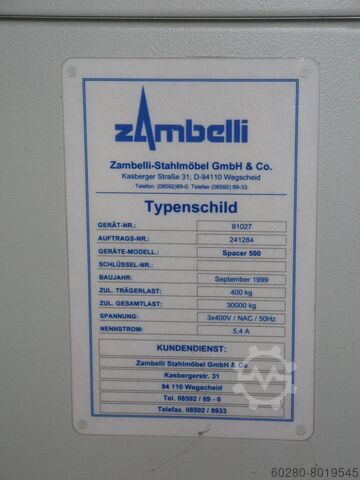 zambelli
Zambelli-Stahlmöbel GmbH & Co.
Kasberger Straße 31; D-94110 Wegscheid
Telefon: (08592)89-0, Telefax (08592) 89-33
Typenschild
GERÄT-NR.: 91027
AUFTRAGS-NR.: 241284
GERÄTE-MODELL.: Spacer 500
SCHLÜSSEL-NR.:
BAUJAHR: September 1999
ZUL. TRÄGERLAST: 400 kg
ZUL. GESAMTLAST: 30000 kg
SPANNUNG: 3x400V / NAC / 50Hz
NENNSTROM: 5,4 A
KUNDENDIENST:
Zambelli Stahlmöbel GmbH & Co
Kasbergerstr. 31
94 110 Wegscheid
Tel. 08592 / 89 - 0
Telefax. 08592 / 8933
60280-8019545